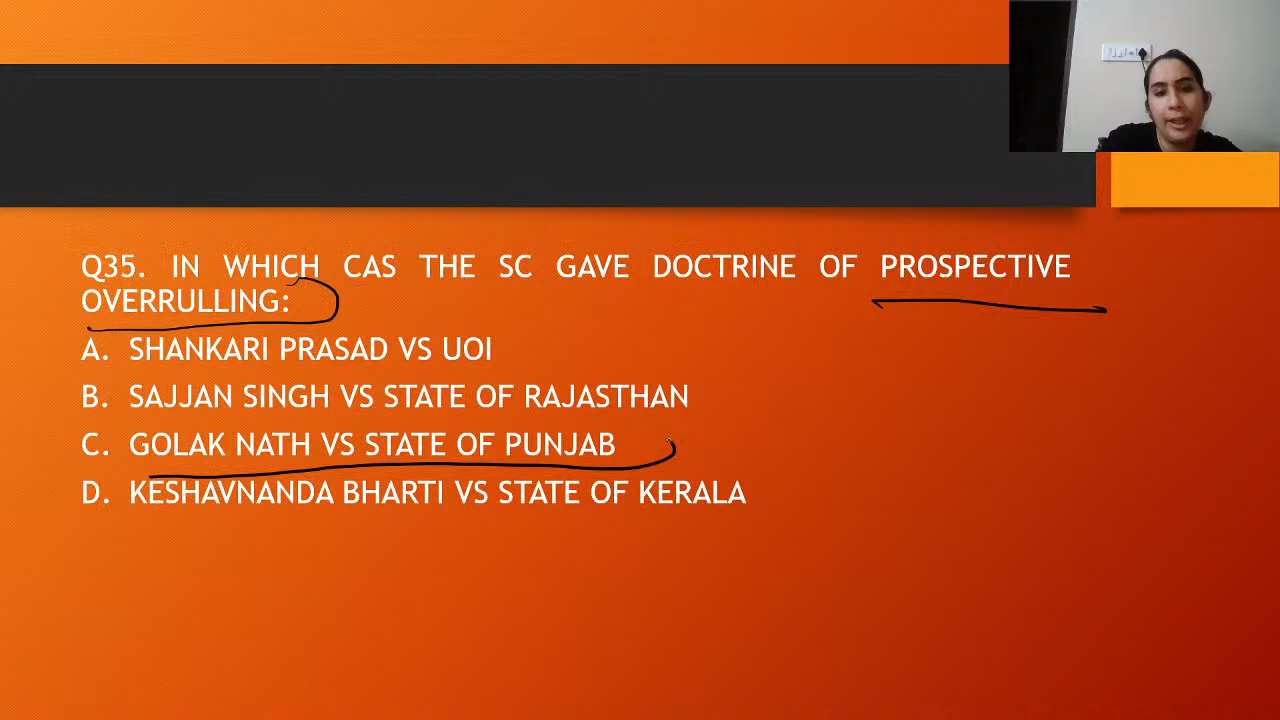 Q35. IN WHICH CAS THE SC GAVE DOCTRINE OF PROSPECTIVE
OVERRULLING:
A. SHANKARI PRASAD VS UOI
B. SAJJAN SINGH VS STATE OF RAJASTHAN
C. GOLAK NATH VS STATE OF PUNJAB
D. KESHAVNANDA BHARTI VS STATE OF KERALA